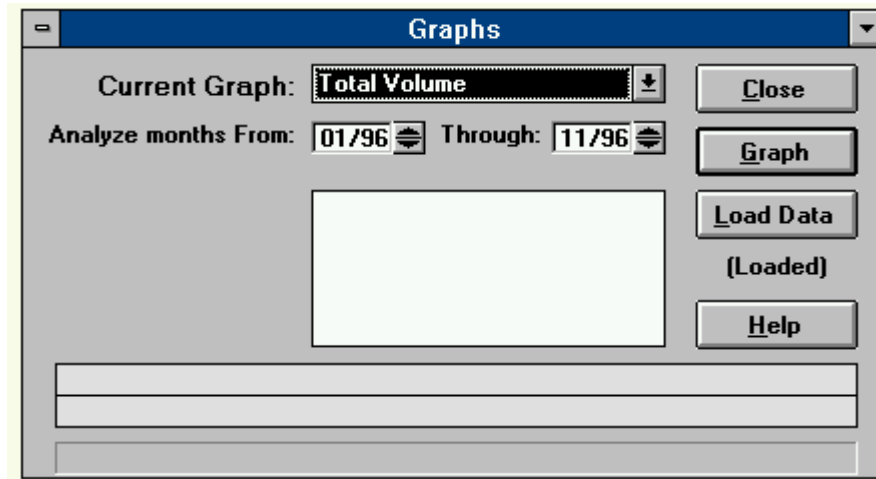 Graphs
Current Graph: Total Volume
Close
Analyze months From: 01/96 Through: 11/96
Graph
Load Data
(Loaded)
Help